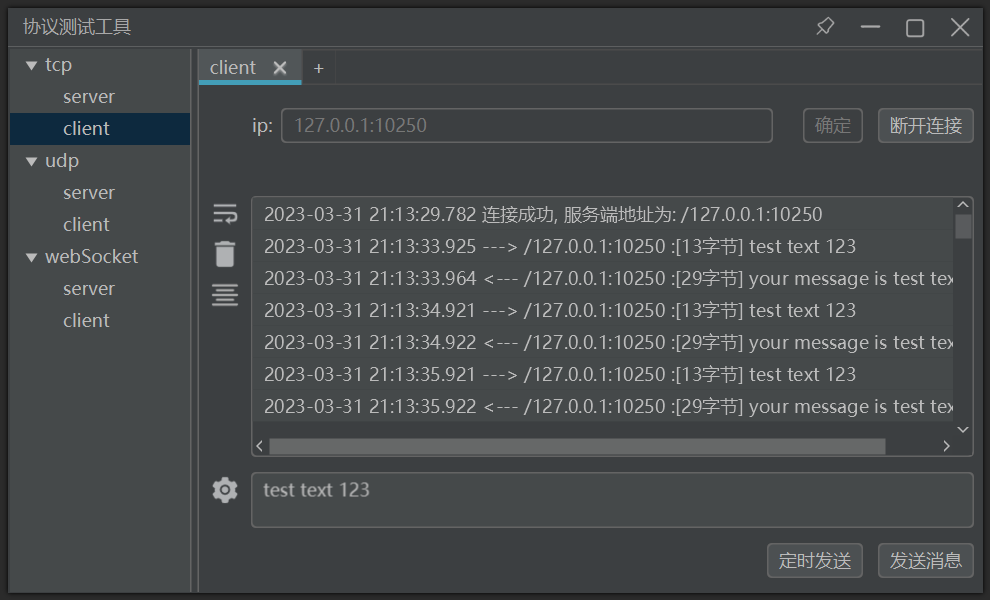 协议测试工具
tcp
server
client
udp
server
client
webSocket
server
client
client
+
ip: 127.0.0.1:10250 确定 断开连接
2023-03-31 21:13:29.782 连接成功, 服务端地址为: /127.0.0.1:10250
2023-03-31 21:13:33.925 ---> /127.0.0.1:10250 :[13字节] test text 123
2023-03-31 21:13:33.964 <--- /127.0.0.1:10250 :[29字节] your message is test tex
2023-03-31 21:13:34.921 ---> /127.0.0.1:10250 :[13字节] test text 123
2023-03-31 21:13:34.922 <--- /127.0.0.1:10250 :[29字节] your message is test tex
2023-03-31 21:13:35.921 ---> /127.0.0.1:10250 :[13字节] test text 123
2023-03-31 21:13:35.922 <--- /127.0.0.1:10250 :[29字节] your message is test tex
test text 123
定时发送 发送消息